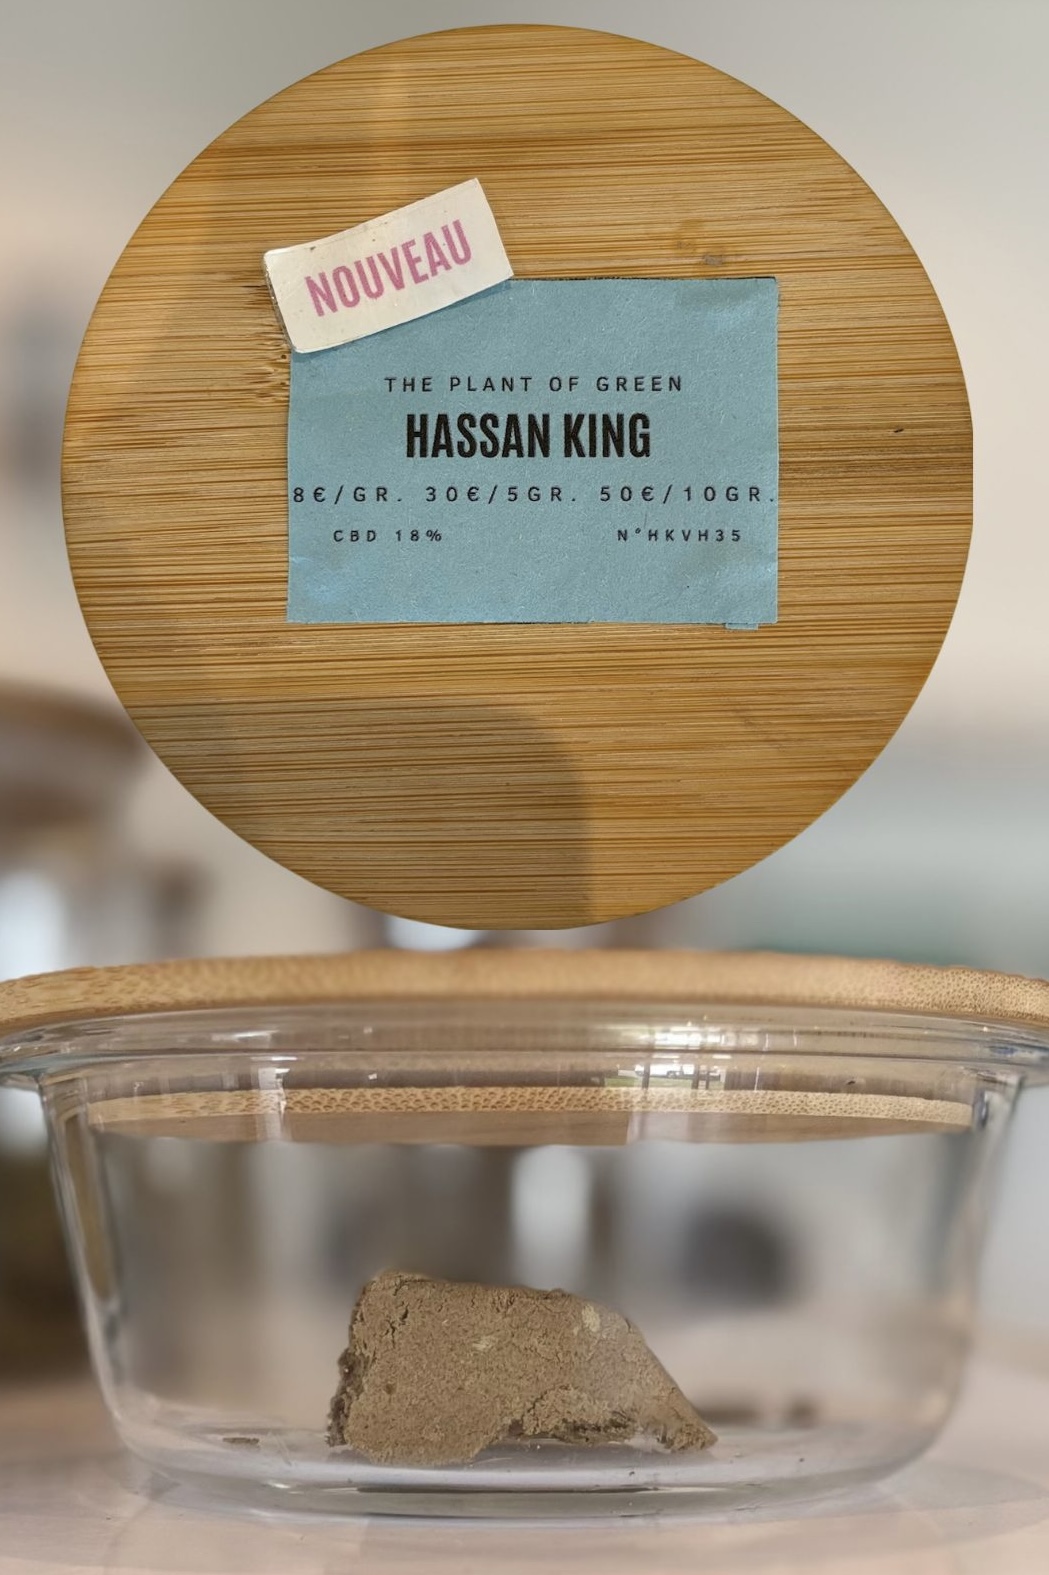 NOUVEAU
THE PLANT OF GREEN
HASSAN KING
8€/GR. 30€/5GR. 50€/10GR.
CBD 18% N°HKVH35